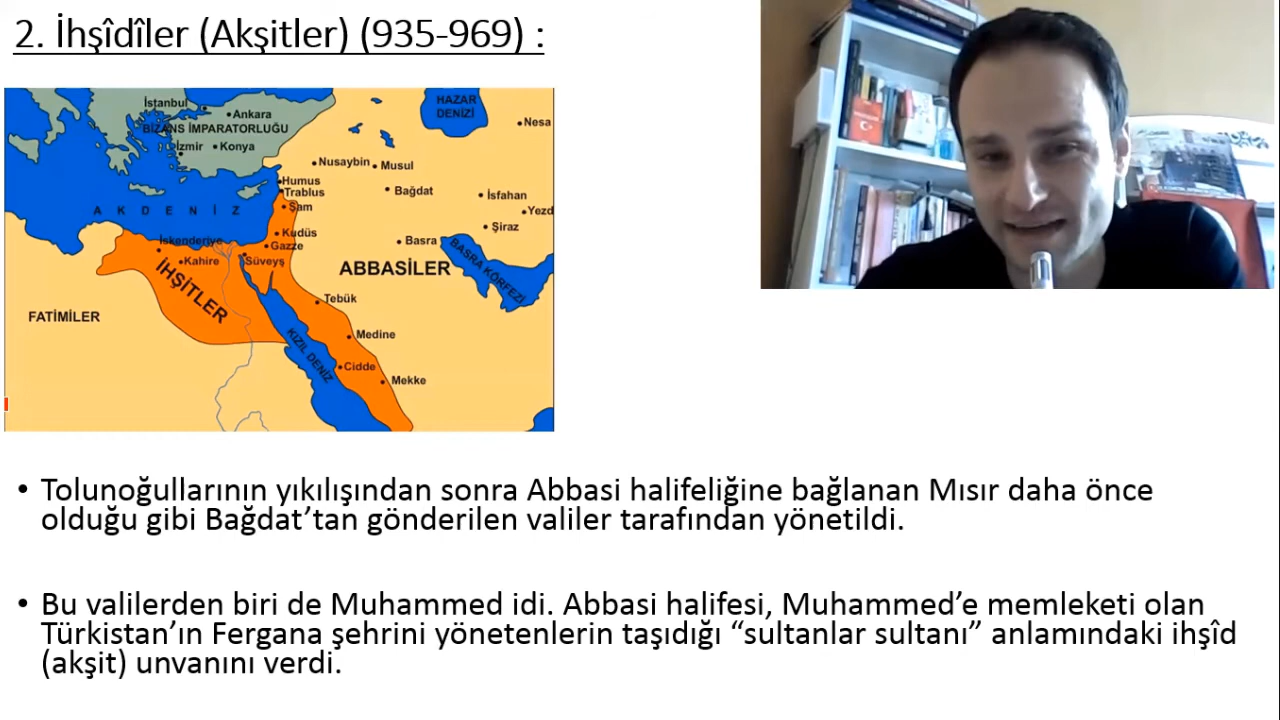 2. İhşîdîler (Akşitler) (935-969) :
İstanbul
Ankara
BİZANS İMPARATORLUĞU
İzmir
Konya
HAZAR
DENİZİ
Nesa
Nusaybin
Musul
Humus
Trablus
Bağdat
İsfahan
Şam
Yezd
AKDENİZ
Şiraz
Kudüs
İskenderiye
Gazze
Basra
BASRA KÖRFEZİ
Kahire
Süveyş
ABBASİLER
İHŞİTLER
Tebük
FATİMİLER
KIZIL DENİZ
Medine
Cidde
Mekke
• Tolunoğullarının yıkılışından sonra Abbasi halifeliğine bağlanan Mısır daha önce
olduğu gibi Bağdat’tan gönderilen valiler tarafından yönetildi.
• Bu valilerden biri de Muhammed idi. Abbasi halifesi, Muhammed’e memleketi olan
Türkistan’ın Fergana şehrini yönetenlerin taşıdığı “sultanlar sultanı” anlamındaki ihşîd
(akşit) unvanını verdi.